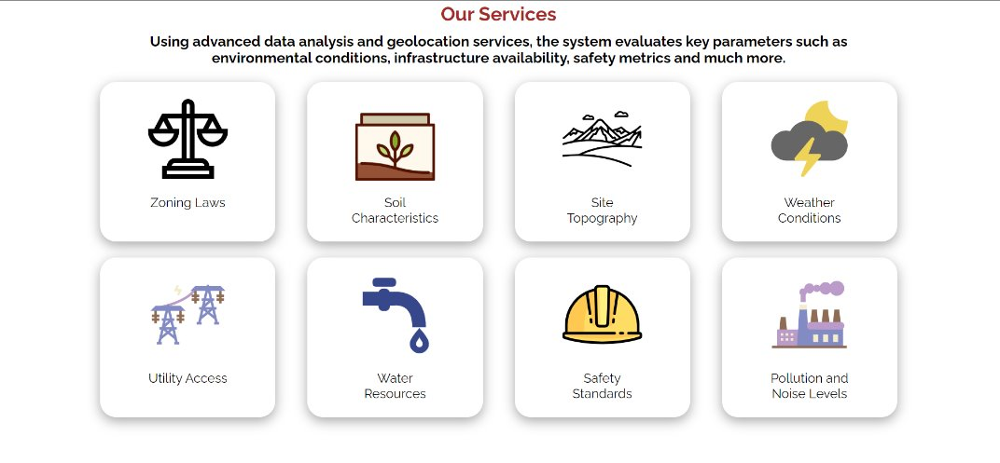 Our Services
Using advanced data analysis and geolocation services, the system evaluates key parameters such as
environmental conditions, infrastructure availability, safety metrics and much more.
Zoning Laws
Soil
Characteristics
Site
Topography
Weather
Conditions
Utility Access
Water
Resources
Safety
Standards
Pollution and
Noise Levels